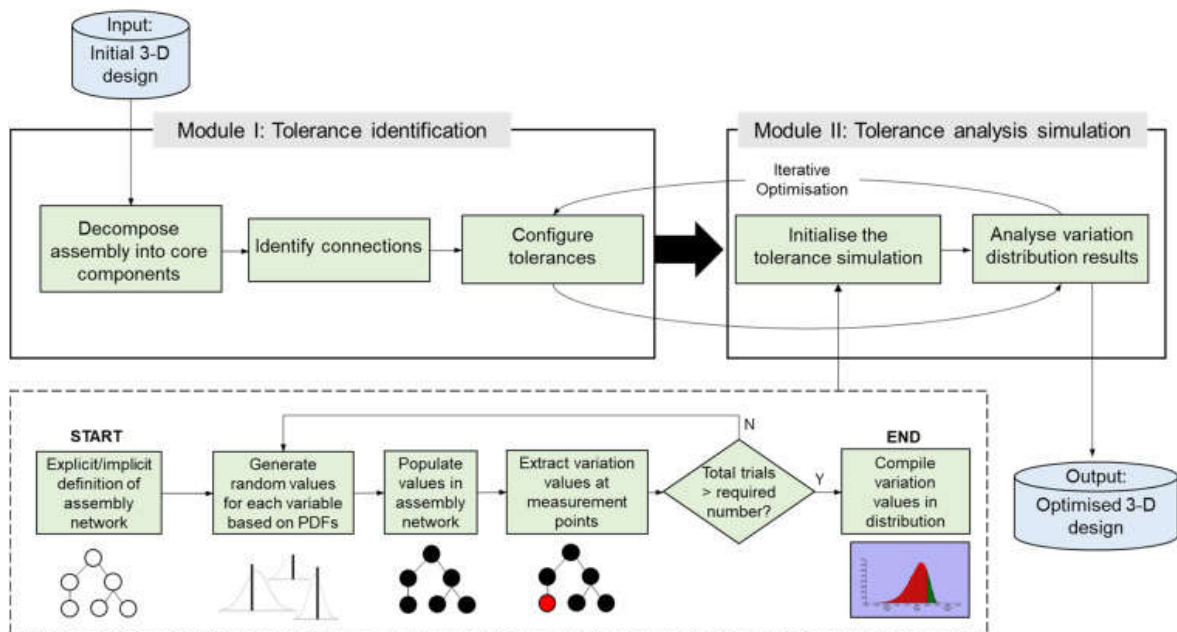 Input:
Initial 3-D
design
Module I: Tolerance identification
Module II: Tolerance analysis simulation
Iterative
Optimisation
Decompose
assembly into core
components
Identify connections
Configure
tolerances
Initialise the
tolerance simulation
Analyse variation
distribution results
START
Explicit/implicit
definition of
assembly network
Generate
random values
for each variable
based on PDFs
Populate
values in
assembly
network
Extract variation
values at
measurement
points
N
Total trials
> required
number?
Y
END
Compile
variation
values in
distribution
Output:
Optimised 3-D
design